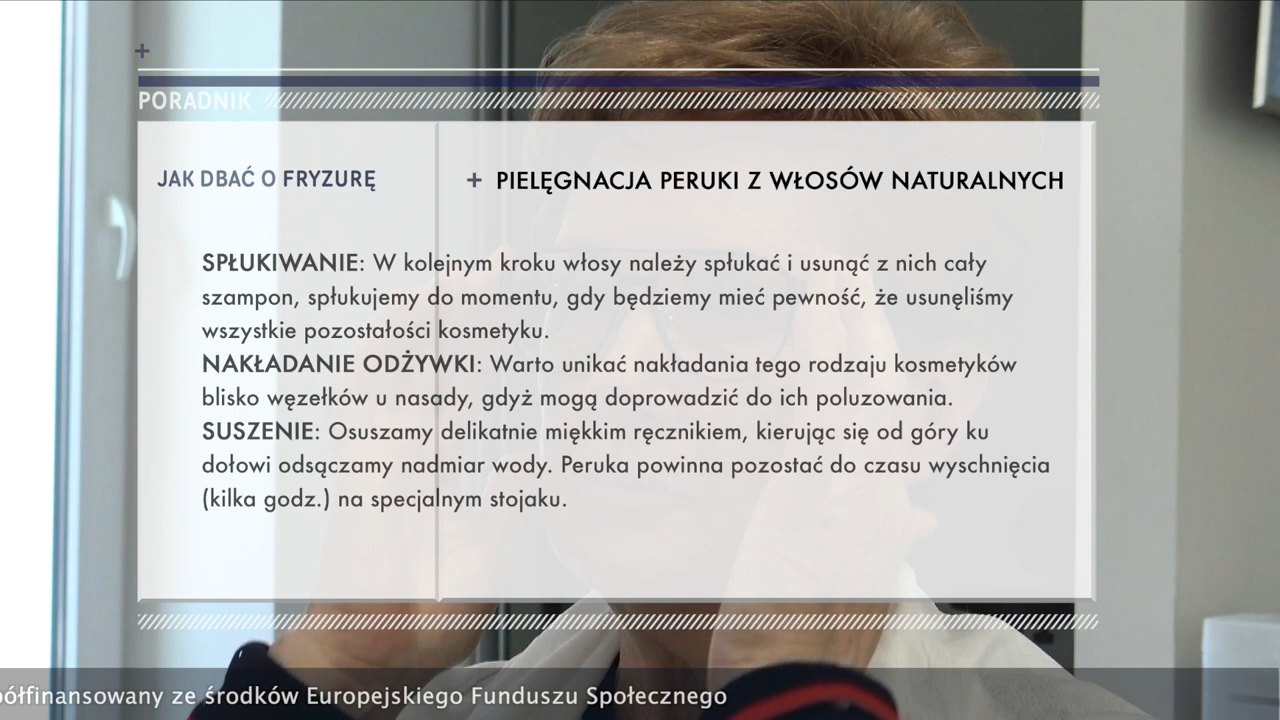 +
PORADNIK
JAK DBAĆ O FRYZURĘ
+ PIELĘGNACJA PERUKI Z WŁOSÓW NATURALNYCH
SPŁUKIWANIE: W kolejnym kroku włosy należy spłukać i usunąć z nich cały
szampon, spłukujemy do momentu, gdy będziemy mieć pewność, że usunęliśmy
wszystkie pozostałości kosmetyku.
NAKŁADANIE ODŻYWKI: Warto unikać nakładania tego rodzaju kosmetyków
blisko węzełków u nasady, gdyż mogą doprowadzić do ich poluzowania.
SUSZENIE: Osuszamy delikatnie miękkim ręcznikiem, kierując się od góry ku
dołowi odsączamy nadmiar wody. Peruka powinna pozostać do czasu wyschnięcia
(kilka godz.) na specjalnym stojaku.
ółfinansowany ze środków Europejskiego Funduszu Społecznego